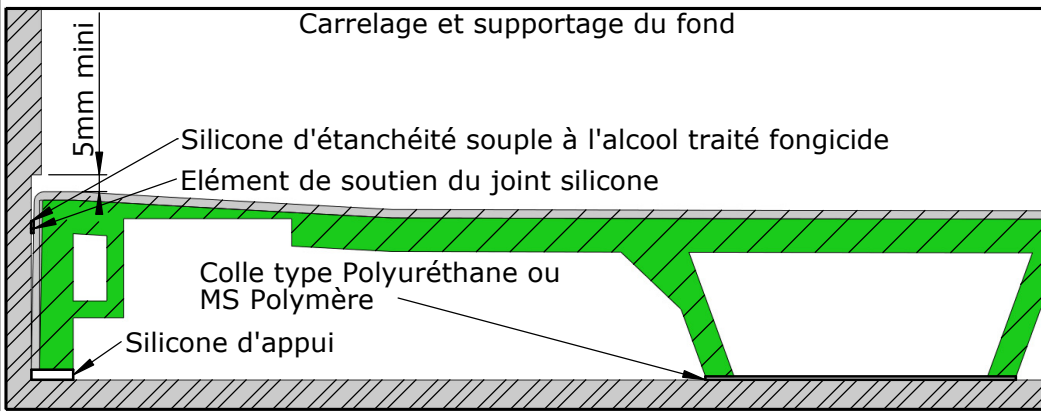 Carrelage et supportage du fond
5mm mini
Silicone d'étanchéité souple à l'alcool traité fongicide
Elément de soutien du joint silicone
Colle type Polyuréthane ou
MS Polymère
Silicone d'appui